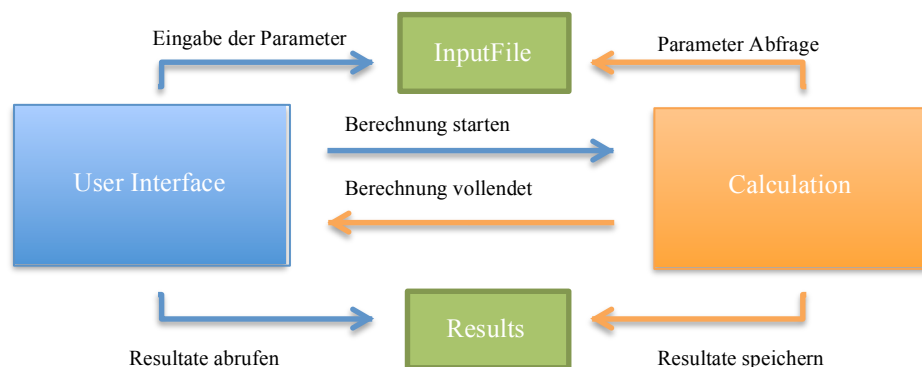 Eingabe der Parameter
InputFile
Parameter Abfrage
Berechnung starten
User Interface
Berechnung vollendet
Calculation
Results
Resultate abrufen
Resultate speichern